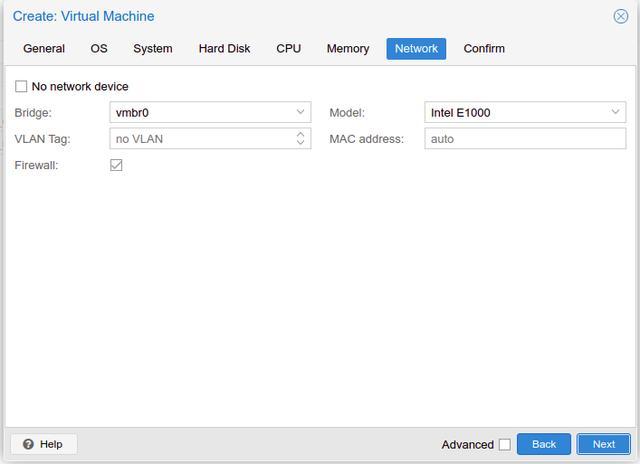 Create: Virtual Machine
General OS System Hard Disk CPU Memory Network Confirm
No network device
Bridge: vmbr0 Model: Intel E1000
VLAN Tag: no VLAN MAC address: auto
Firewall:
Help Advanced Back Next